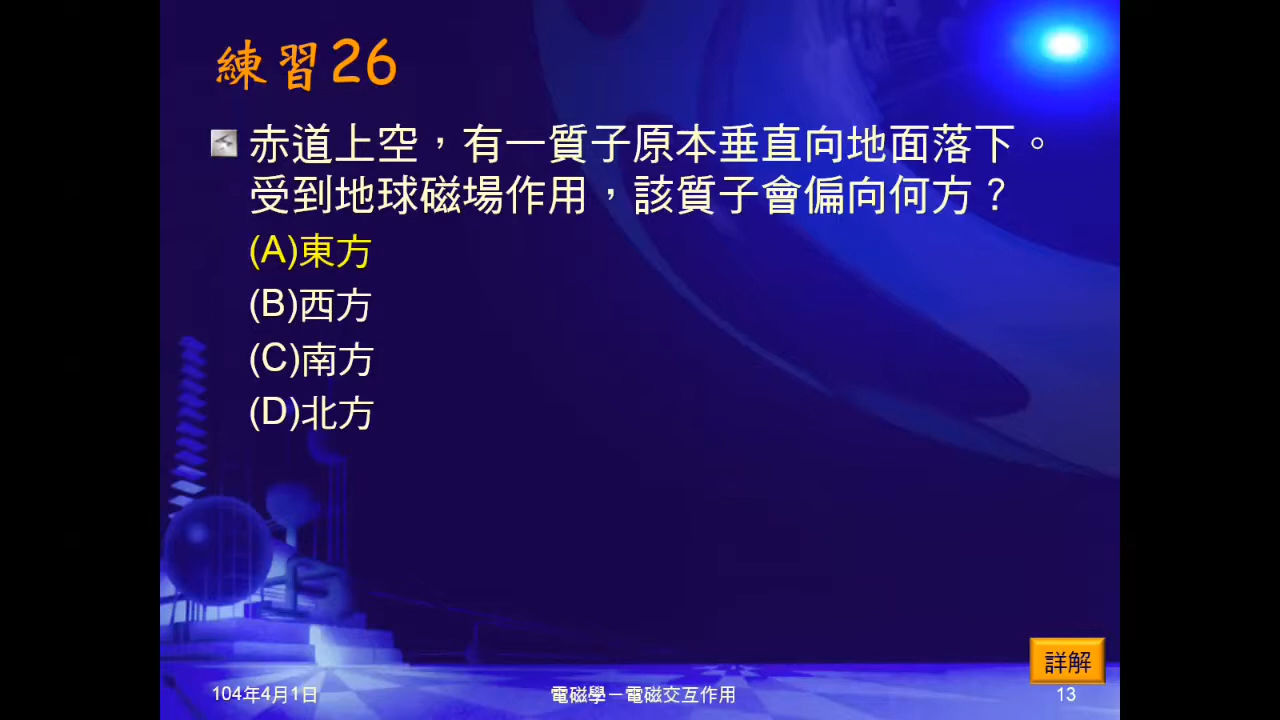 練習26
赤道上空，有一質子原本垂直向地面落下。
受到地球磁場作用，該質子會偏向何方？
(A)東方
(B)西方
(C)南方
(D)北方
詳解
104年4月1日
電磁學－電磁交互作用
13